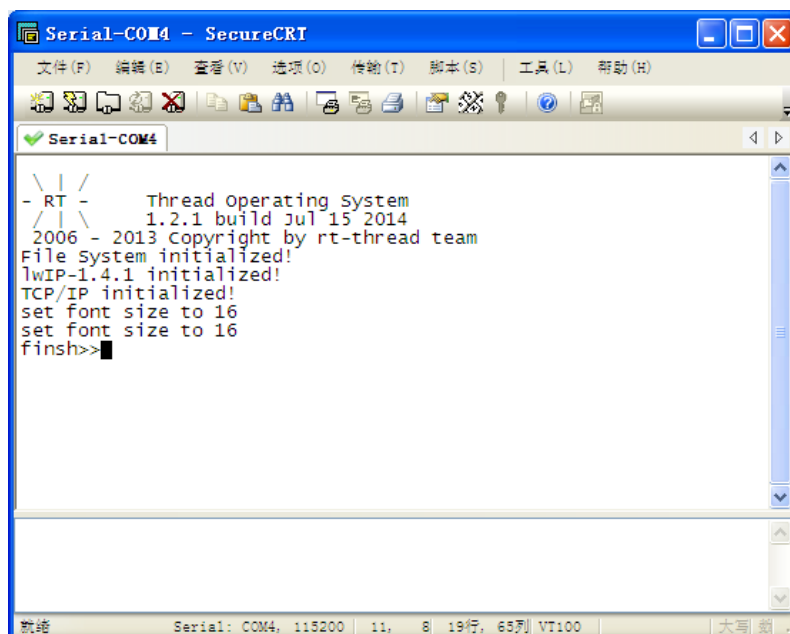 Serial-COM4 - SecureCRT
文件(F) 编辑(E) 查看(V) 选项(O) 传输(T) 脚本(S) 工具(L) 帮助(H)
Serial-COM4
\ | /
- RT - Thread Operating System
/ | \ 1.2.1 build Jul 15 2014
2006 - 2013 Copyright by rt-thread team
File System initialized!
lwIP-1.4.1 initialized!
TCP/IP initialized!
set font size to 16
set font size to 16
finsh>>
就绪 Serial: COM4, 115200 11, 8 19行, 65列 VT100 大写 数